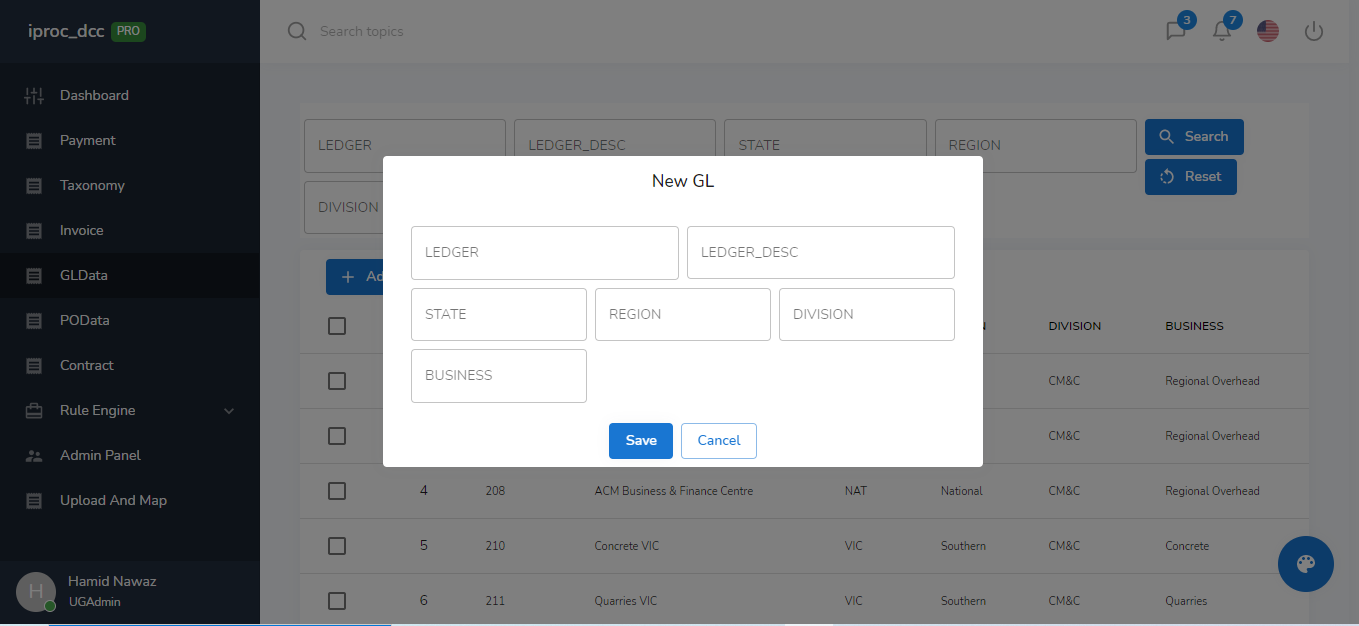 iproc_dcc PRO
Search topics
3
7
Dashboard
Payment
Taxonomy
Invoice
GLData
POData
Contract
Rule Engine
Admin Panel
Upload And Map
H
Hamid Nawaz
UGAdmin
LEDGER LEDGER_DESC STATE REGION
Search
Reset
DIVISION
New GL
LEDGER LEDGER_DESC
STATE REGION DIVISION
BUSINESS
Save Cancel
DIVISION BUSINESS
CM&C Regional Overhead
CM&C Regional Overhead
4 208 ACM Business & Finance Centre NAT National CM&C Regional Overhead
5 210 Concrete VIC VIC Southern CM&C Concrete
6 211 Quarries VIC VIC Southern CM&C Quarries